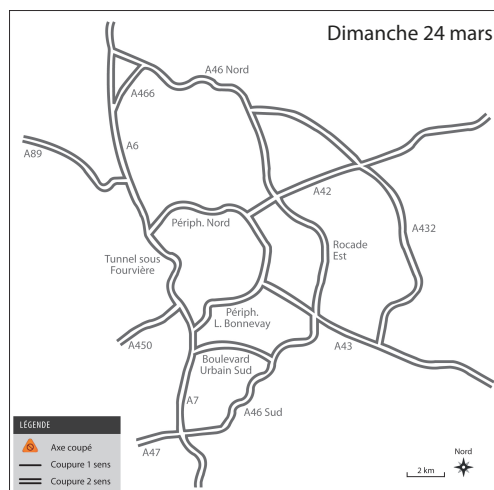 Dimanche 24 mars
A46 Nord
A466
A6
A89
A42
Périph. Nord
A432
Rocade
Est
Tunnel sous
Fourvière
Périph.
L. Bonnevay
A450
A43
Boulevard
Urbain Sud
A7
A46 Sud
A47
LÉGENDE
Axe coupé
Coupure 1 sens
Coupure 2 sens
Nord
2 km